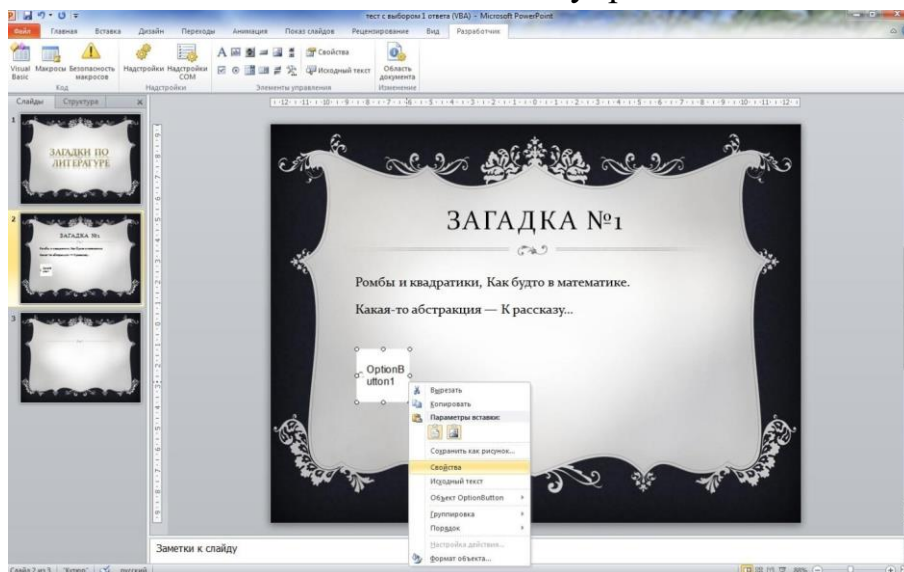 тест с выбором 1 ответа (VBA) - Microsoft PowerPoint
Файл Главная Вставка Дизайн Переходы Анимация Показ слайдов Рецензирование Вид Разработчик
Visual Basic
Макросы
Безопасность макросов
Надстройки
Надстройки COM
Свойства
Исходный текст
Область документа
Код Надстройки Элементы управления Изменение
Слайды Структура
1
ЗАГАДКИ ПО
ЛИТЕРАТУРЕ
2
ЗАГАДКА №1
3
ЗАГАДКА №1
Ромбы и квадратики, Как будто в математике.
Какая-то абстракция — К рассказу...
OptionB
utton1
Вырезать
Копировать
Параметры вставки:
Сохранить как рисунок...
Свойства
Исходный текст
Объект OptionButton
Группировка
Порядок
Настройка действия...
Формат объекта...
Заметки к слайду
Слайд 2 из 3 русский 88%